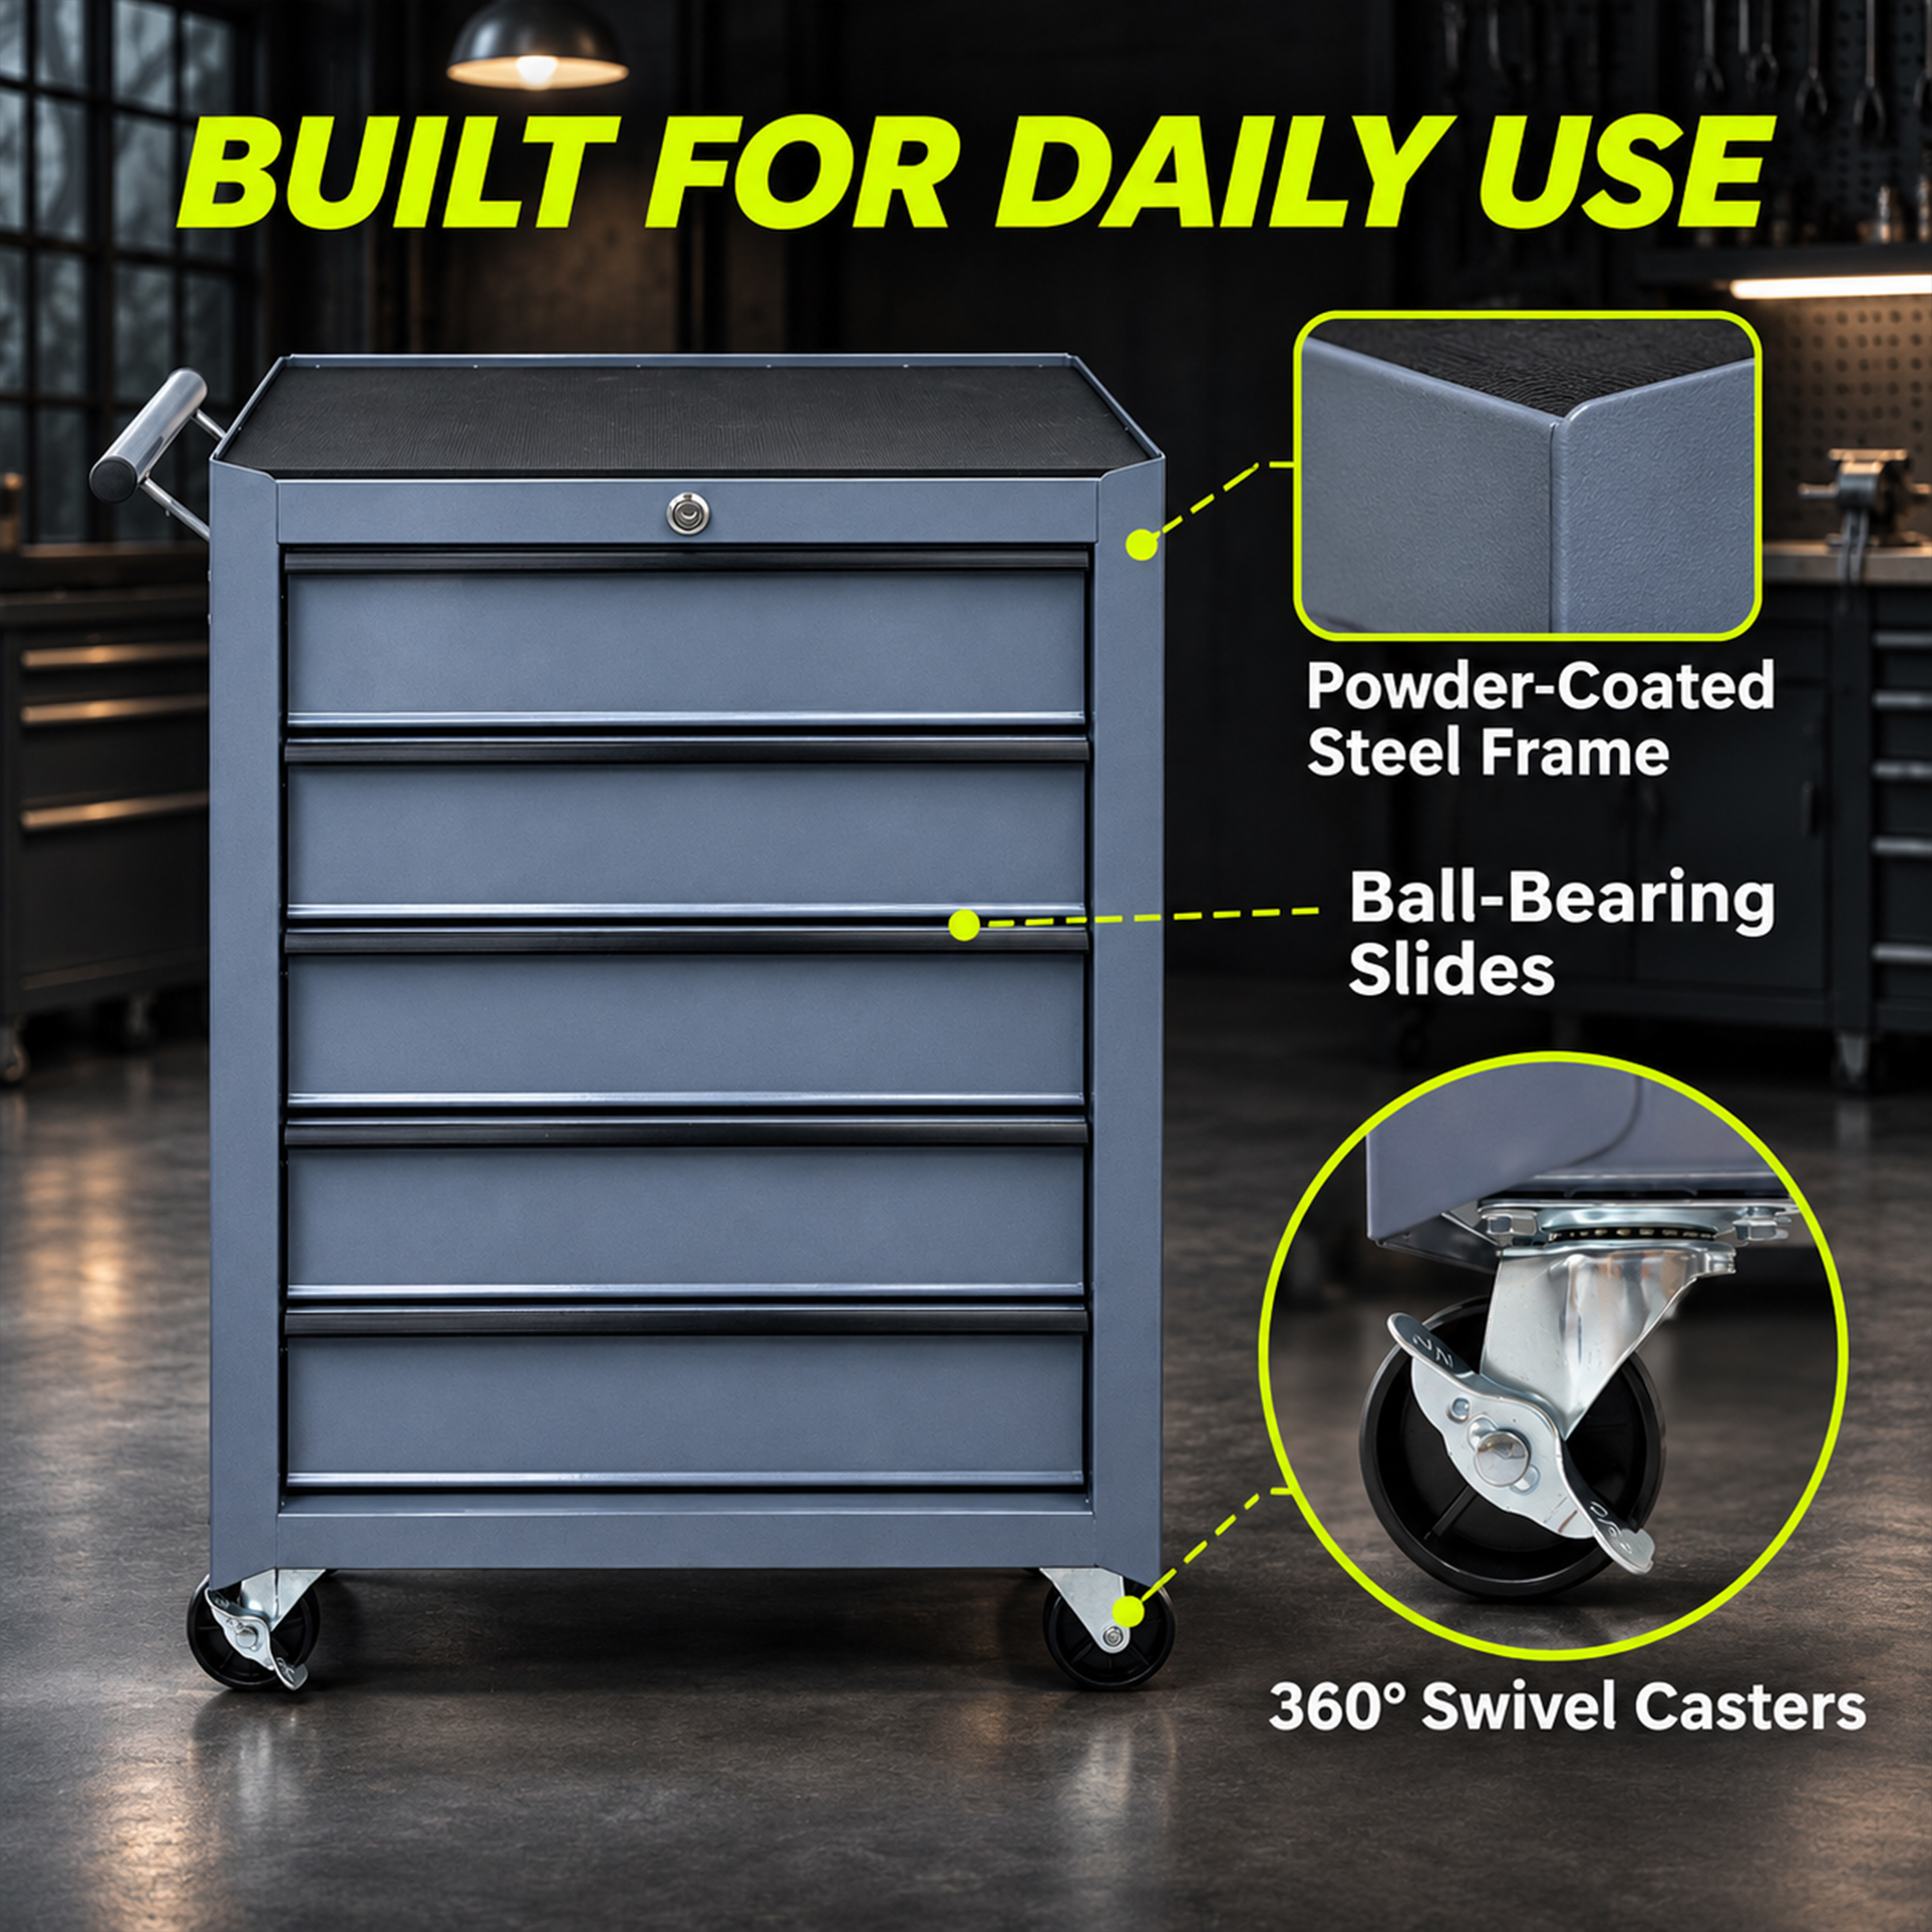 BUILT FOR DAILY USE
Powder-Coated
Steel Frame
Ball-Bearing
Slides
360° Swivel Casters